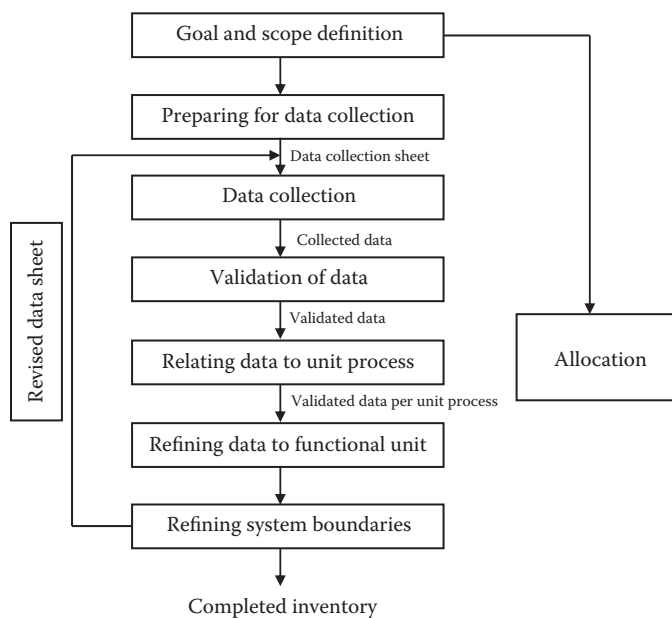 Goal and scope definition
Preparing for data collection
Data collection sheet
Data collection
Collected data
Validation of data
Validated data
Relating data to unit process
Validated data per unit process
Refining data to functional unit
Refining system boundaries
Completed inventory
Revised data sheet
Allocation